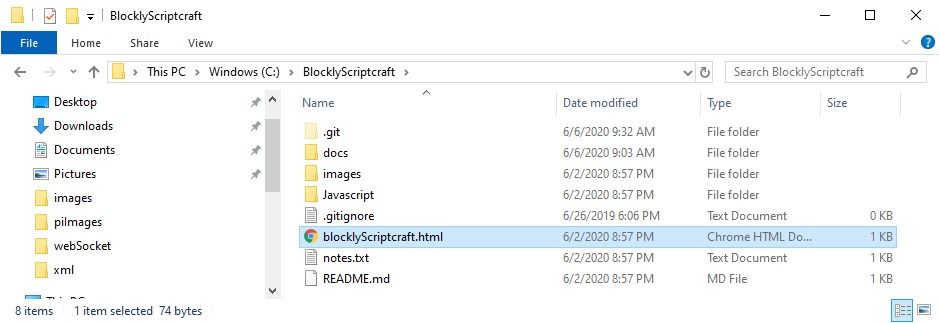 BlocklyScriptcraft
File Home Share View
This PC Windows (C:) BlocklyScriptcraft Search BlocklyScriptcraft
Desktop
Downloads
Documents
Pictures
images
piImages
webSocket
xml
This PC
Name Date modified Type Size
.git 6/6/2020 9:32 AM File folder
docs 6/6/2020 9:03 AM File folder
images 6/2/2020 8:57 PM File folder
Javascript 6/2/2020 8:57 PM File folder
.gitignore 6/26/2019 6:06 PM Text Document 0 KB
blocklyScriptcraft.html 6/2/2020 8:57 PM Chrome HTML Do... 1 KB
notes.txt 6/2/2020 8:57 PM Text Document 1 KB
README.md 6/2/2020 8:57 PM MD File 1 KB
8 items 1 item selected 74 bytes